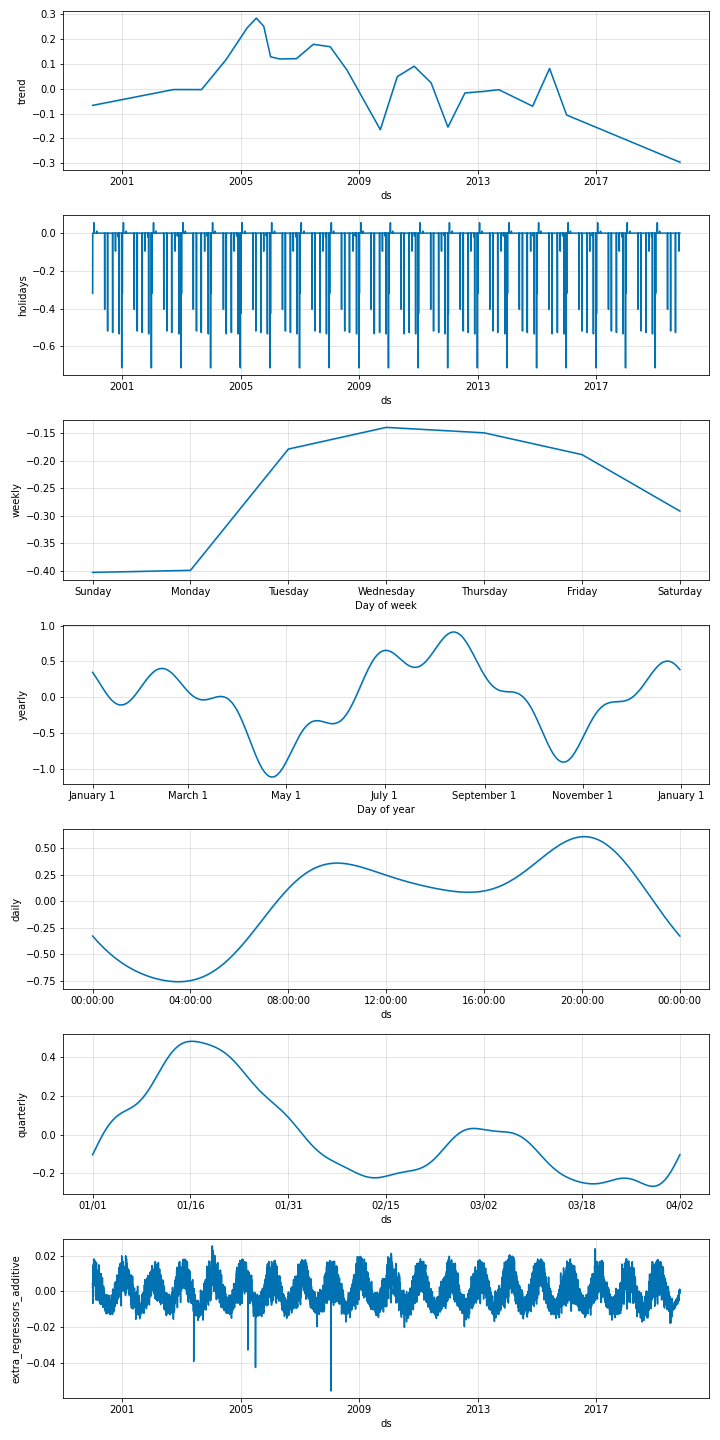 0.3
0.2
0.1
0.0
−0.1
−0.2
−0.3
trend
2001 2005 2009 2013 2017
ds
0.0
−0.2
−0.4
−0.6
holidays
2001 2005 2009 2013 2017
ds
−0.15
−0.20
−0.25
−0.30
−0.35
−0.40
weekly
Sunday Monday Tuesday Wednesday Thursday Friday Saturday
Day of week
1.0
0.5
0.0
−0.5
−1.0
yearly
January 1 March 1 May 1 July 1 September 1 November 1 January 1
Day of year
0.50
0.25
0.00
−0.25
−0.50
−0.75
daily
00:00:00 04:00:00 08:00:00 12:00:00 16:00:00 20:00:00 00:00:00
ds
0.4
0.2
0.0
−0.2
quarterly
01/01 01/16 01/31 02/15 03/02 03/18 04/02
ds
0.02
0.00
−0.02
−0.04
extra_regressors_additive
2001 2005 2009 2013 2017
ds